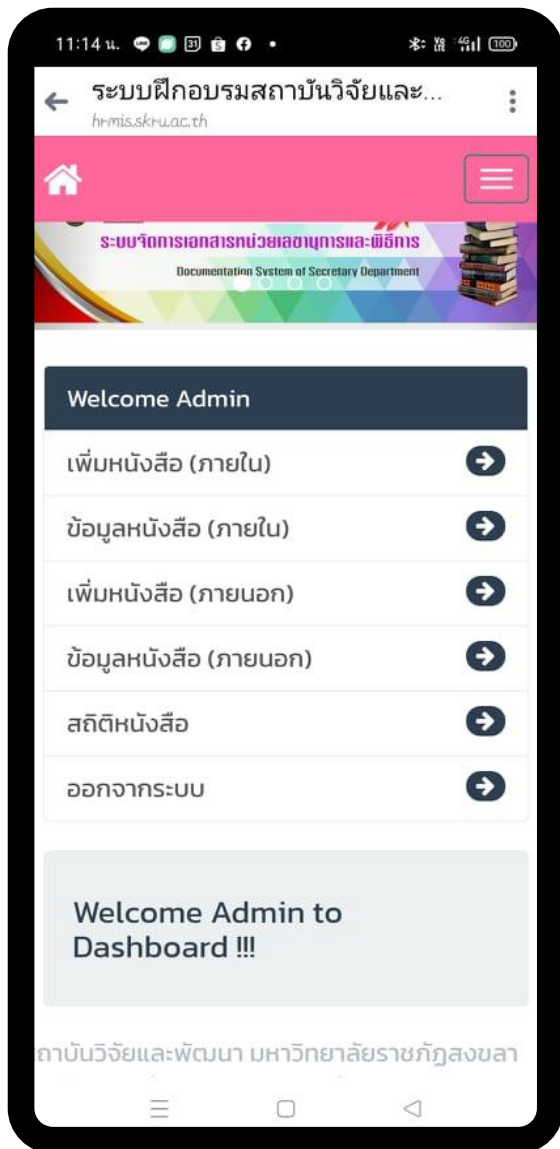 11:14 น.
31
4G
100
ระบบฝึกอบรมสถาบันวิจัยและ...
hrmis.skru.ac.th
ระบบจัดการเอกสารหน่วยเลขานุการและพิธีการ
Documentation System of Secretary Department
Welcome Admin
เพิ่มหนังสือ (ภายใน)
ข้อมูลหนังสือ (ภายใน)
เพิ่มหนังสือ (ภายนอก)
ข้อมูลหนังสือ (ภายนอก)
สถิติหนังสือ
ออกจากระบบ
Welcome Admin to
Dashboard !!!
ถาบันวิจัยและพัฒนา มหาวิทยาลัยราชภัฏสงขลา